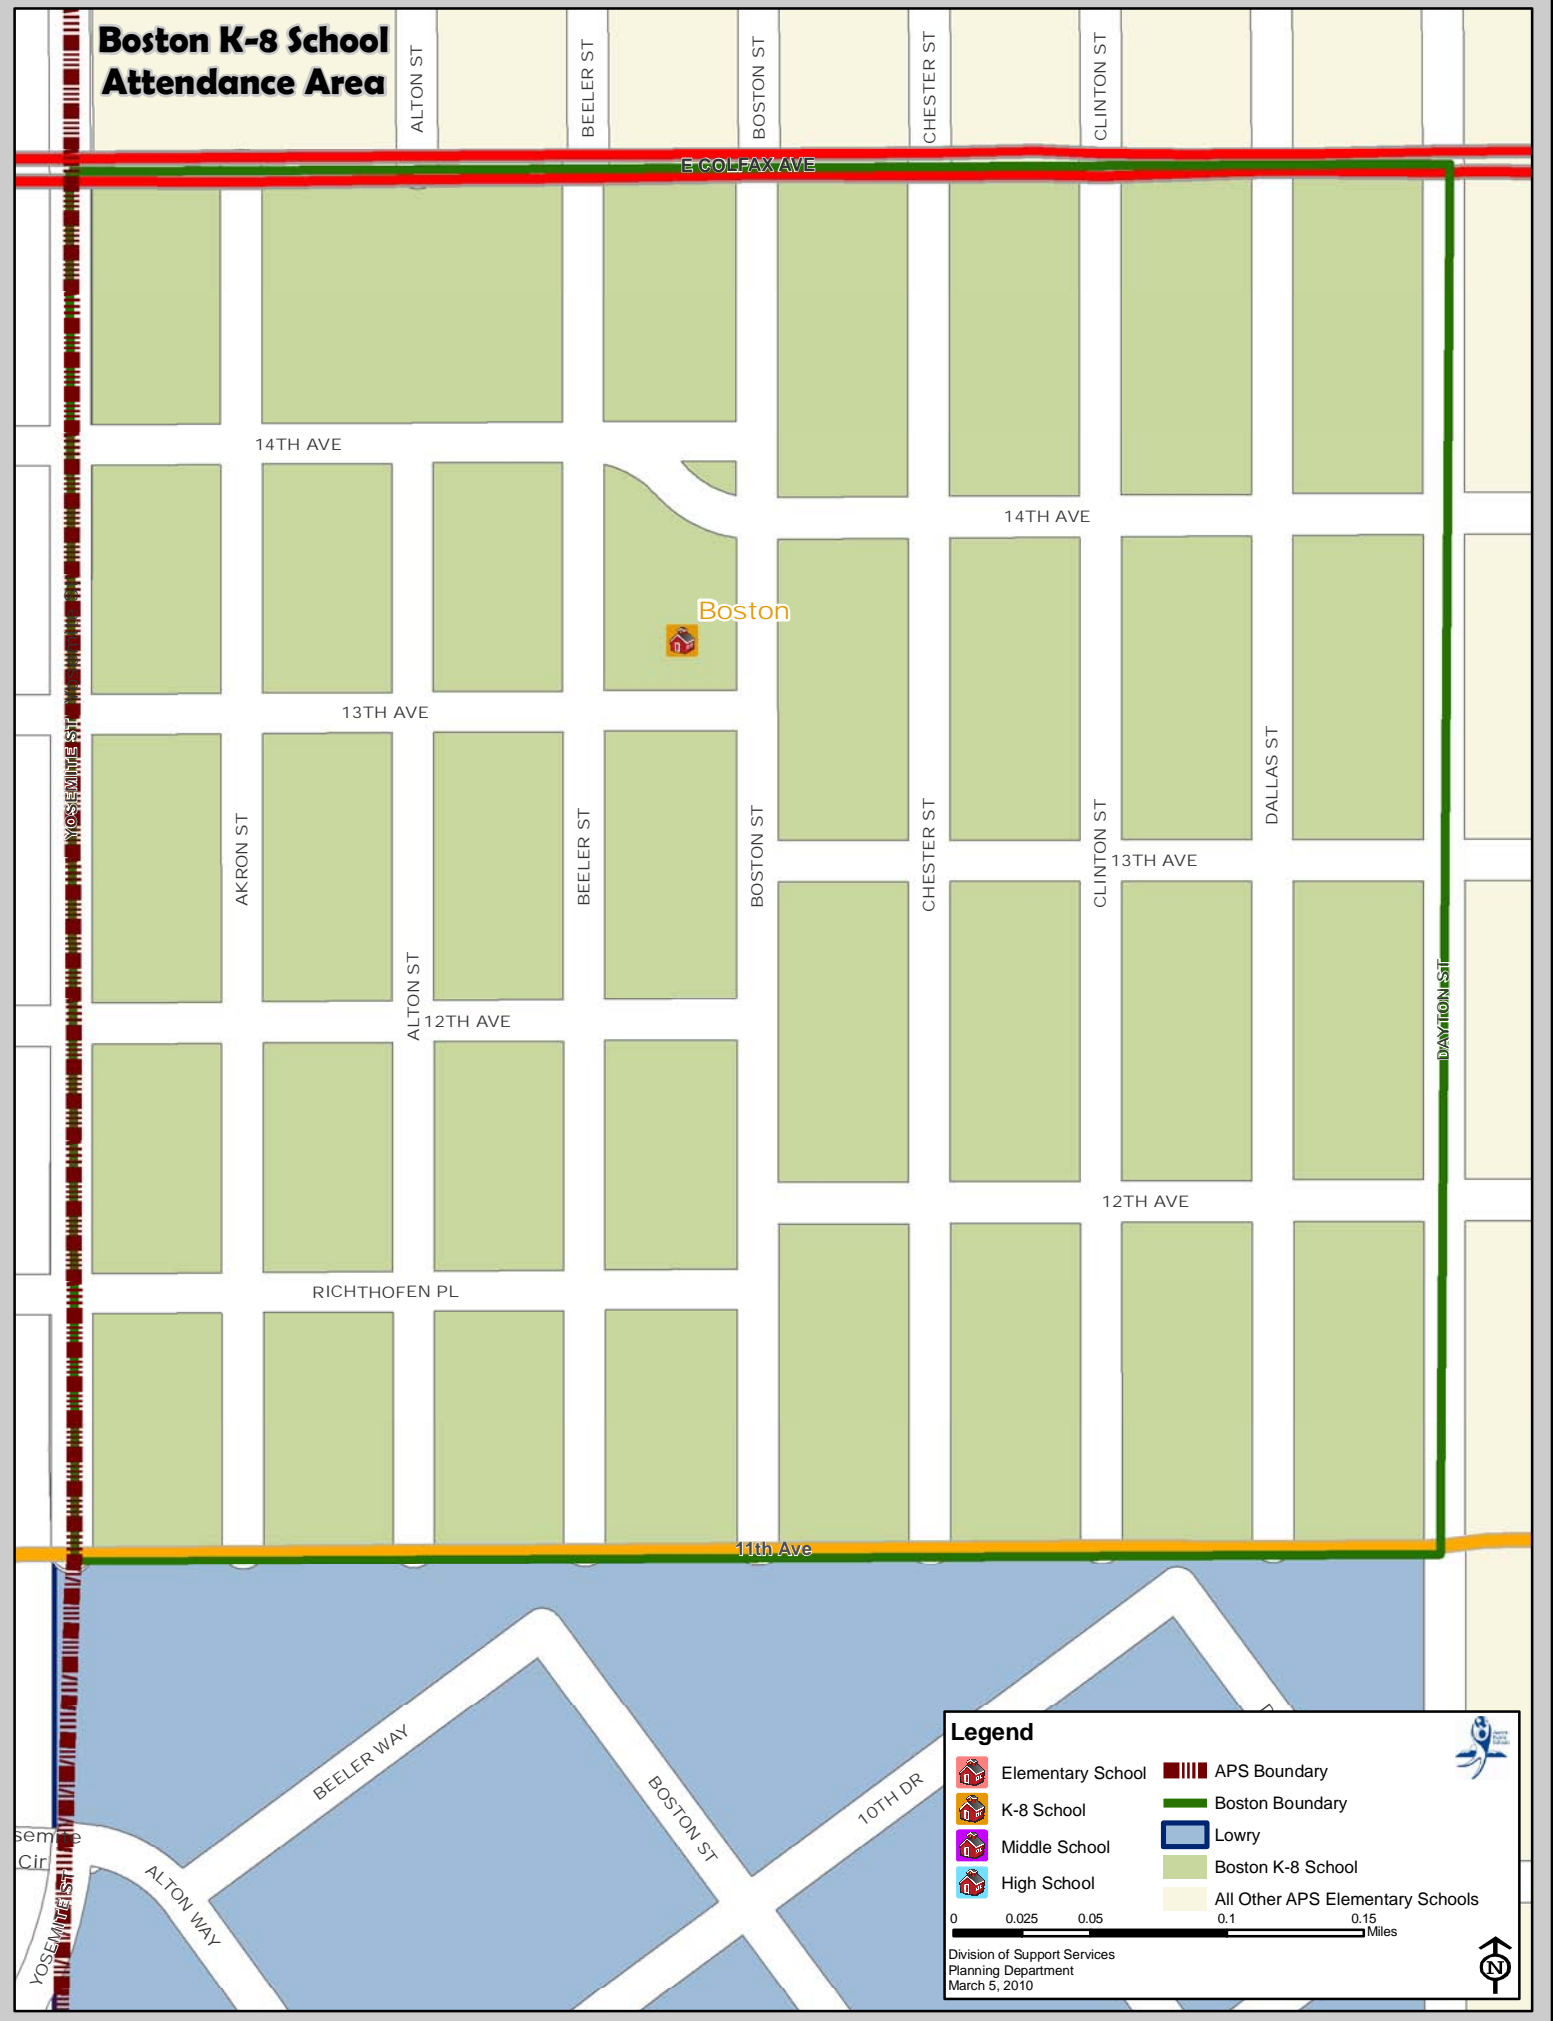 Boston K-8 School
Attendance Area
ALTON ST
BEELER ST
BOSTON ST
CHESTER ST
CLINTON ST
E COLFAX AVE
14TH AVE
14TH AVE
Boston
13TH AVE
YOSEMITE ST
AKRON ST
BEELER ST
BOSTON ST
CHESTER ST
CLINTON ST
DALLAS ST
13TH AVE
ALTON ST
12TH AVE
DAYTON ST
12TH AVE
RICHTHOFEN PL
11th Ave
BEELER WAY
BOSTON ST
10TH DR
semite
Cir
ALTON WAY
YOSEMITE ST
Legend
Elementary School
K-8 School
Middle School
High School
APS Boundary
Boston Boundary
Lowry
Boston K-8 School
All Other APS Elementary Schools
0 0.025 0.05 0.1 0.15
Miles
Division of Support Services
Planning Department
March 5, 2010
N